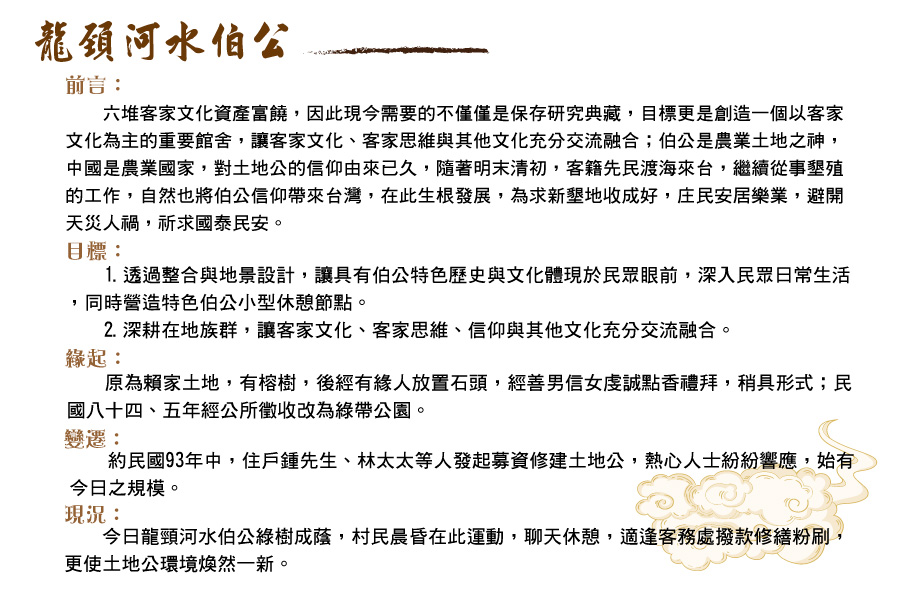 龍頸河水伯公
前言：
六堆客家文化資產富饒，因此現今需要的不僅僅是保存研究典藏，目標更是創造一個以客家
文化為主的重要館舍，讓客家文化、客家思維與其他文化充分交流融合；伯公是農業土地之神，
中國是農業國家，對土地公的信仰由來已久，隨著明末清初，客籍先民渡海來台，繼續從事墾殖
的工作，自然也將伯公信仰帶來台灣，在此生根發展，為求新墾地收成好，庄民安居樂業，避開
天災人禍，祈求國泰民安。
目標：
1. 透過整合與地景設計，讓具有伯公特色歷史與文化體現於民眾眼前，深入民眾日常生活
，同時營造特色伯公小型休憩節點。
2. 深耕在地族群，讓客家文化、客家思維、信仰與其他文化充分交流融合。
緣起：
原為賴家土地，有榕樹，後經有緣人放置石頭，經善男信女虔誠點香禮拜，稍具形式；民
國八十四、五年經公所徵收改為綠帶公園。
變遷：
約民國93年中，住戶鍾先生、林太太等人發起募資修建土地公，熱心人士紛紛響應，始有
今日之規模。
現況：
今日龍頸河水伯公綠樹成蔭，村民晨昏在此運動，聊天休憩，適逢客務處撥款修繕粉刷，
更使土地公環境煥然一新。